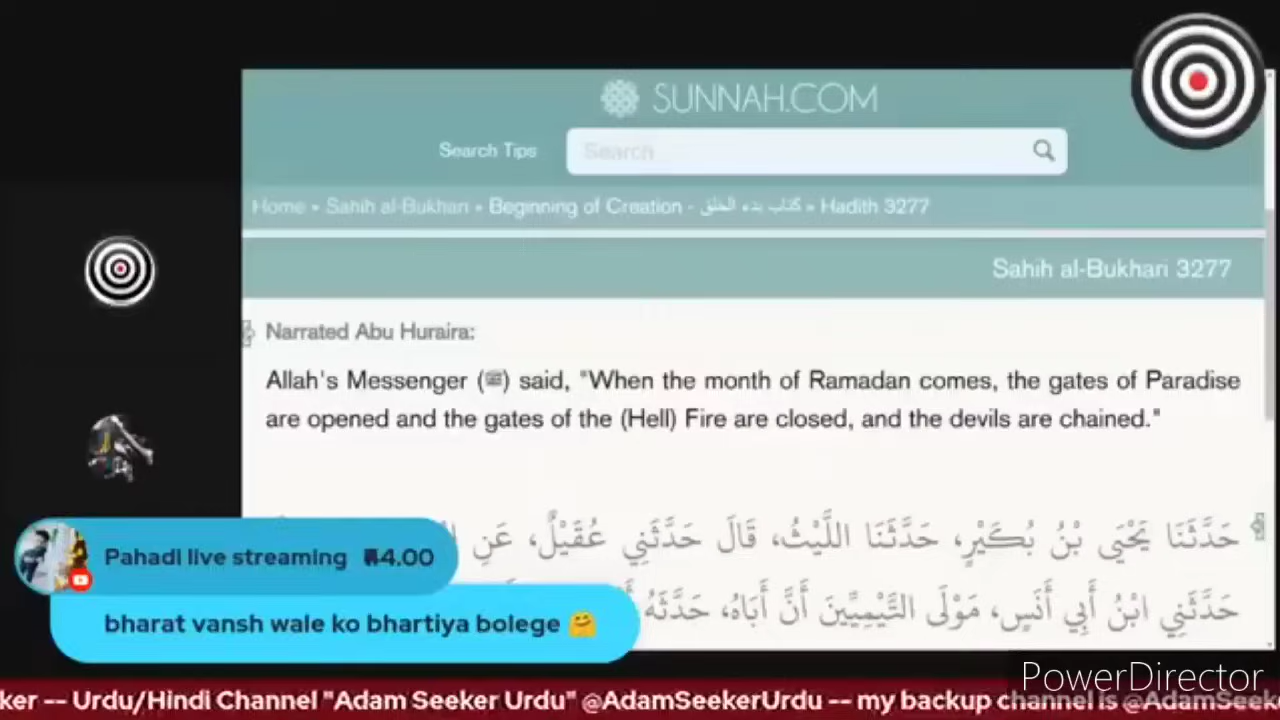 SUNNAH.COM
Search Tips
Search
Home » Sahih al-Bukhari » Beginning of Creation - كتاب بدء الخلق » Hadith 3277
Sahih al-Bukhari 3277
Narrated Abu Huraira:
Allah's Messenger (ﷺ) said, "When the month of Ramadan comes, the gates of Paradise
are opened and the gates of the (Hell) Fire are closed, and the devils are chained."
حَدَّثَنَا يَحْيَى بْنُ بُكَيْرٍ، حَدَّثَنَا اللَّيْثُ، قَالَ حَدَّثَنِي عُقَيْلٌ، عَنِ
حَدَّثَنِي ابْنُ أَبِي أَنَسٍ، مَوْلَى التَّيْمِيِّينَ أَنَّ أَبَاهُ، حَدَّثَهُ
Pahadi live streaming 4.00
bharat vansh wale ko bhartiya bolege 🤗
PowerDirector
ker -- Urdu/Hindi Channel "Adam Seeker Urdu" @AdamSeekerUrdu -- my backup channel is @AdamSeek